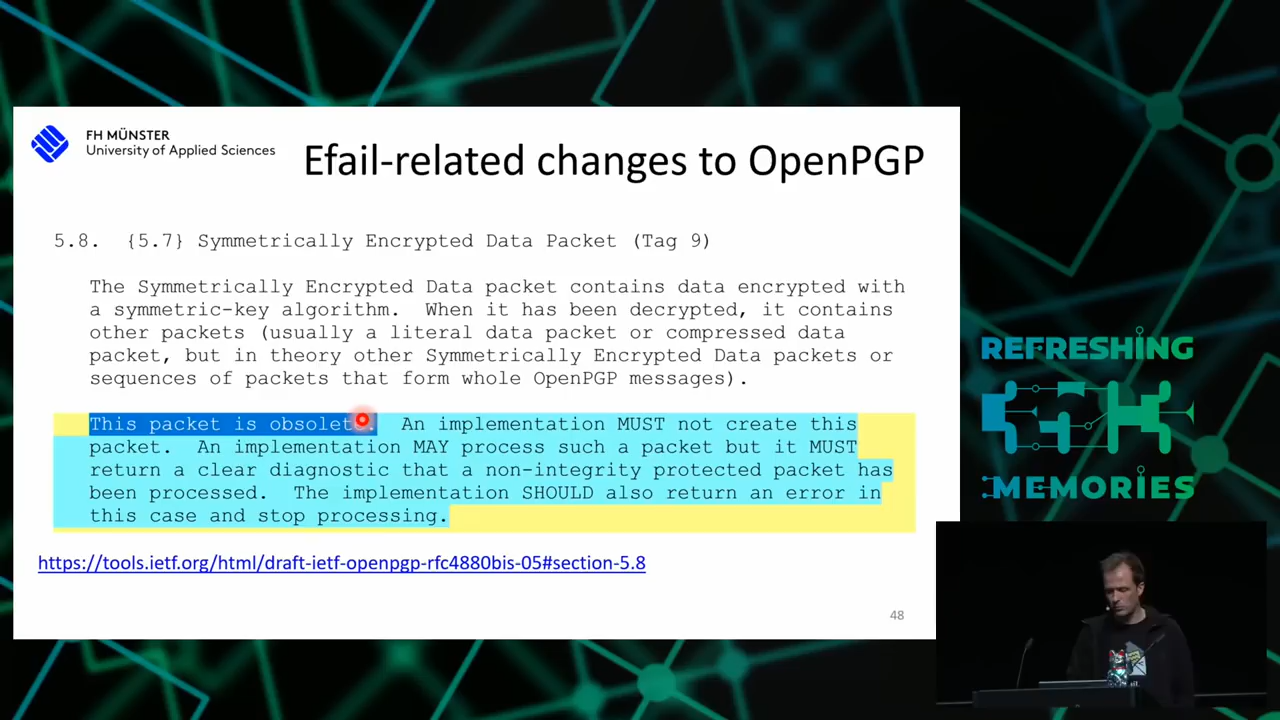 FH MÜNSTER
University of Applied Sciences
Efail-related changes to OpenPGP
5.8. {5.7} Symmetrically Encrypted Data Packet (Tag 9)
The Symmetrically Encrypted Data packet contains data encrypted with
a symmetric-key algorithm. When it has been decrypted, it contains
other packets (usually a literal data packet or compressed data
packet, but in theory other Symmetrically Encrypted Data packets or
sequences of packets that form whole OpenPGP messages).
This packet is obsolete. An implementation MUST not create this
packet. An implementation MAY process such a packet but it MUST
return a clear diagnostic that a non-integrity protected packet has
been processed. The implementation SHOULD also return an error in
this case and stop processing.
https://tools.ietf.org/html/draft-ietf-openpgp-rfc4880bis-05#section-5.8
48
REFRESHING
MEMORIES